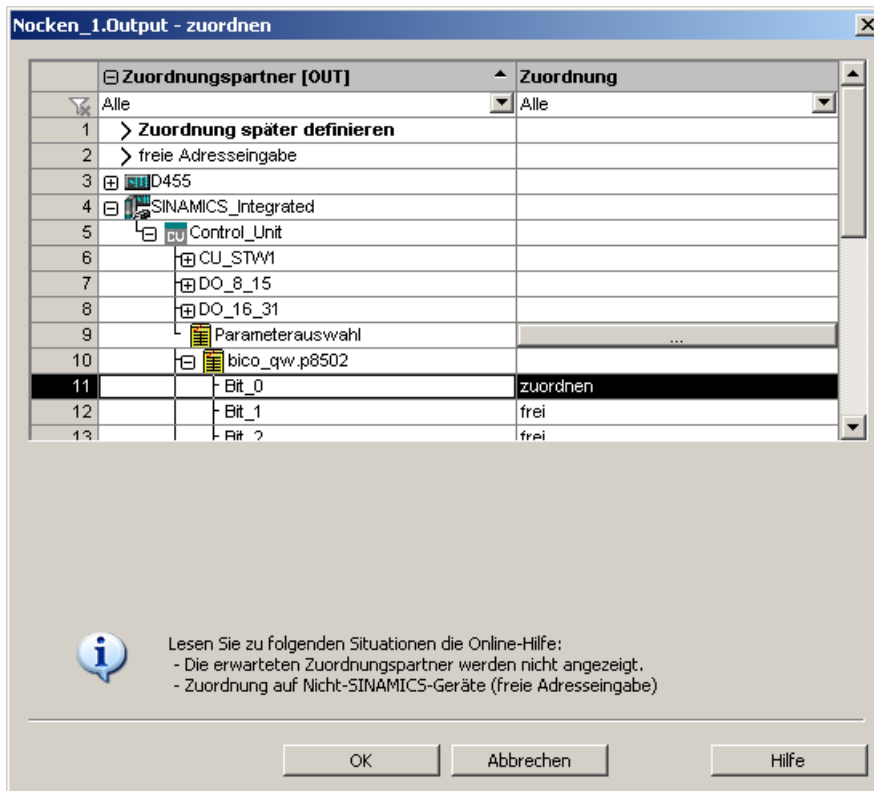 Nocken_1.Output - zuordnen
Zuordnungspartner [OUT] Zuordnung
Alle Alle
1 Zuordnung später definieren
2 freie Adresseingabe
3 D455
4 SINAMICS_Integrated
5 CU Control_Unit
6 CU_STW1
7 DO_8_15
8 DO_16_31
9 Parameterauswahl ...
10 bico_qw.p8502
11 Bit_0 zuordnen
12 Bit_1 frei
13 Bit_2 frei
Lesen Sie zu folgenden Situationen die Online-Hilfe:
- Die erwarteten Zuordnungspartner werden nicht angezeigt.
- Zuordnung auf Nicht-SINAMICS-Geräte (freie Adresseingabe)
OK Abbrechen Hilfe